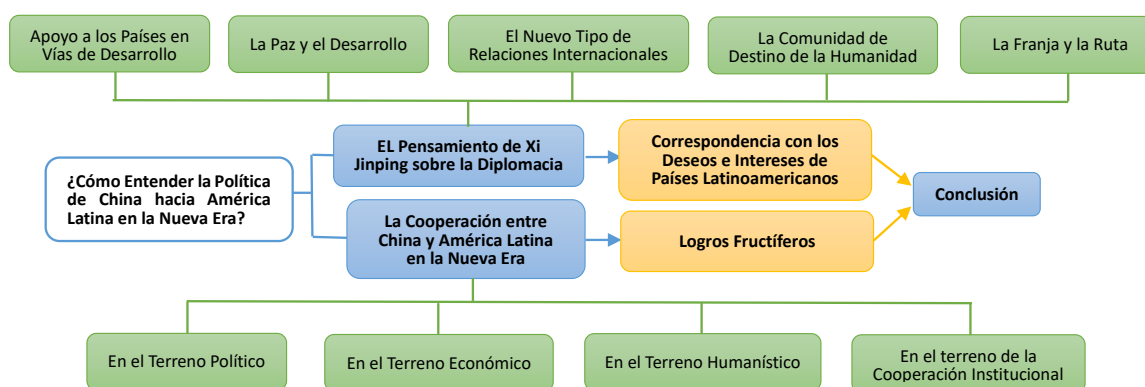 Apoyo a los Países en
Vías de Desarrollo
La Paz y el Desarrollo
El Nuevo Tipo de
Relaciones Internacionales
La Comunidad de
Destino de la Humanidad
La Franja y la Ruta
¿Cómo Entender la Política
de China hacia América
Latina en la Nueva Era?
EL Pensamiento de Xi
Jinping sobre la Diplomacia
Correspondencia con los
Deseos e Intereses de
Países Latinoamericanos
La Cooperación entre
China y América Latina
en la Nueva Era
Logros Fructíferos
Conclusión
En el Terreno Político
En el Terreno Económico
En el Terreno Humanístico
En el terreno de la
Cooperación Institucional